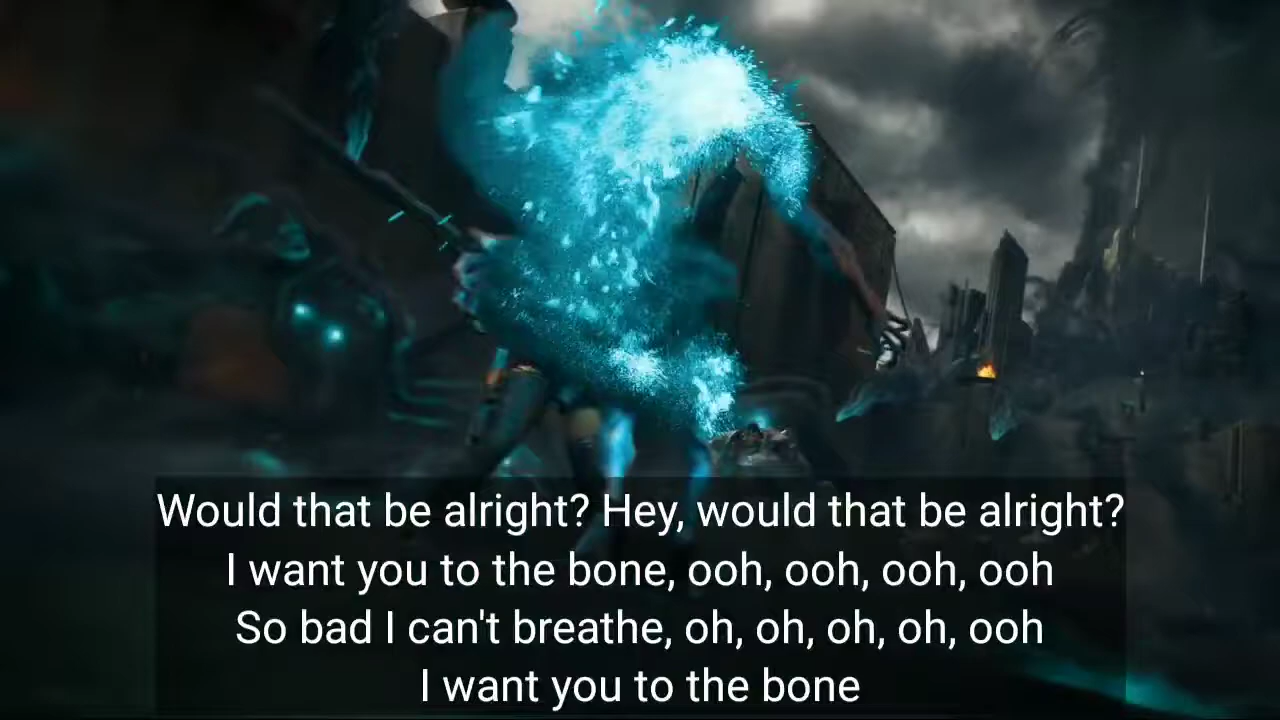 Would that be alright? Hey, would that be alright?
I want you to the bone, ooh, ooh, ooh, ooh
So bad I can't breathe, oh, oh, oh, oh, ooh
I want you to the bone